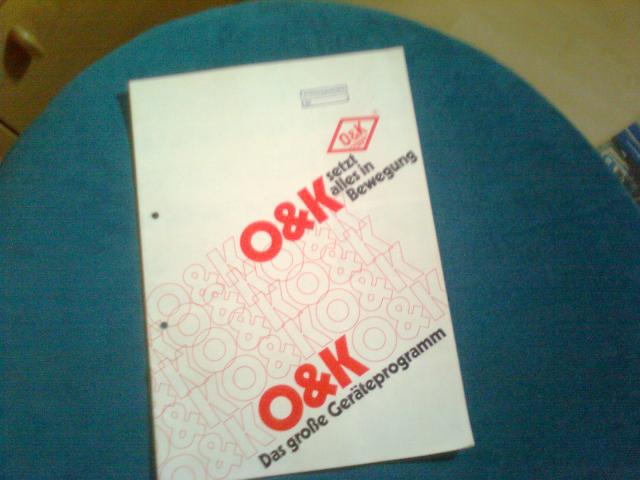 O&K
O&K setzt
alles in
Bewegung
O&K O&K
O&K O&K O&K
O&K O&K O&K
O&K O&K
O&K
O&K
Das große Geräteprogramm